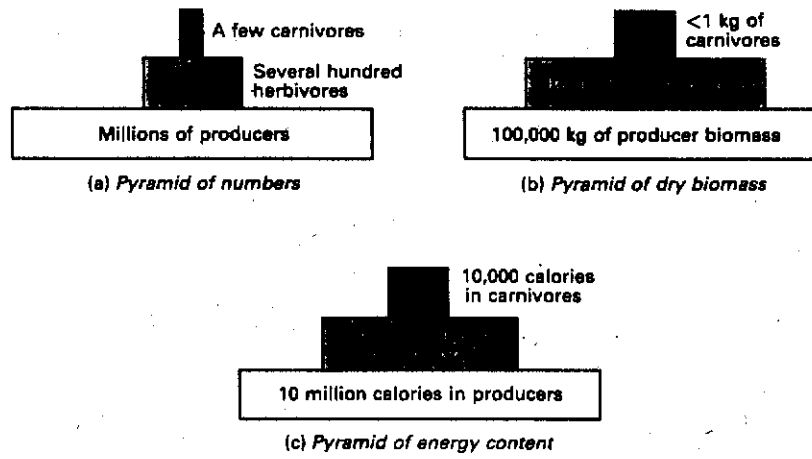 A few carnivores
Several hundred
herbivores
Millions of producers
(a) Pyramid of numbers
<1 kg of
carnivores
100,000 kg of producer biomass
(b) Pyramid of dry biomass
10,000 calories
in carnivores
10 million calories in producers
(c) Pyramid of energy content